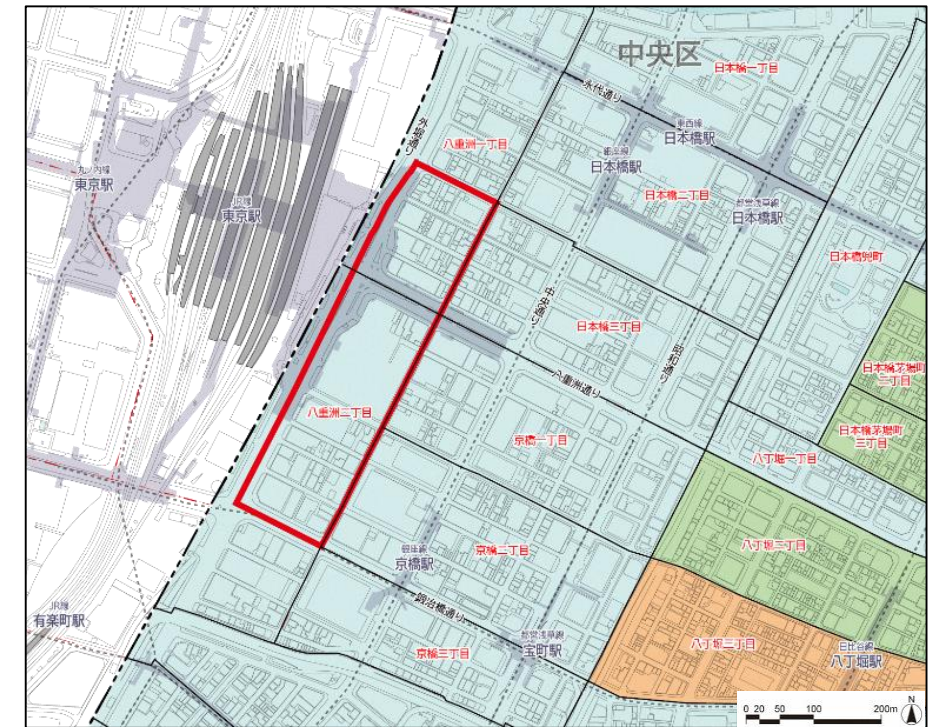 中央区
日本橋一丁目
永代通り
外堀通り
八重洲一丁目
東西線
日本橋駅
銀座線
日本橋駅
丸ノ内線
東京駅
JR線
東京駅
日本橋二丁目
都営浅草線
日本橋駅
日本橋兜町
中央通り
日本橋三丁目
昭和通り
日本橋茅場町
二丁目
八重洲通り
八重洲二丁目
京橋一丁目
日本橋茅場町
三丁目
八丁堀一丁目
八丁堀二丁目
銀座線
京橋駅
京橋二丁目
鍛冶橋通り
JR線
有楽町駅
都営浅草線
宝町駅
京橋三丁目
八丁堀三丁目
日比谷線
八丁堀駅
0 20 50 100 200m
N